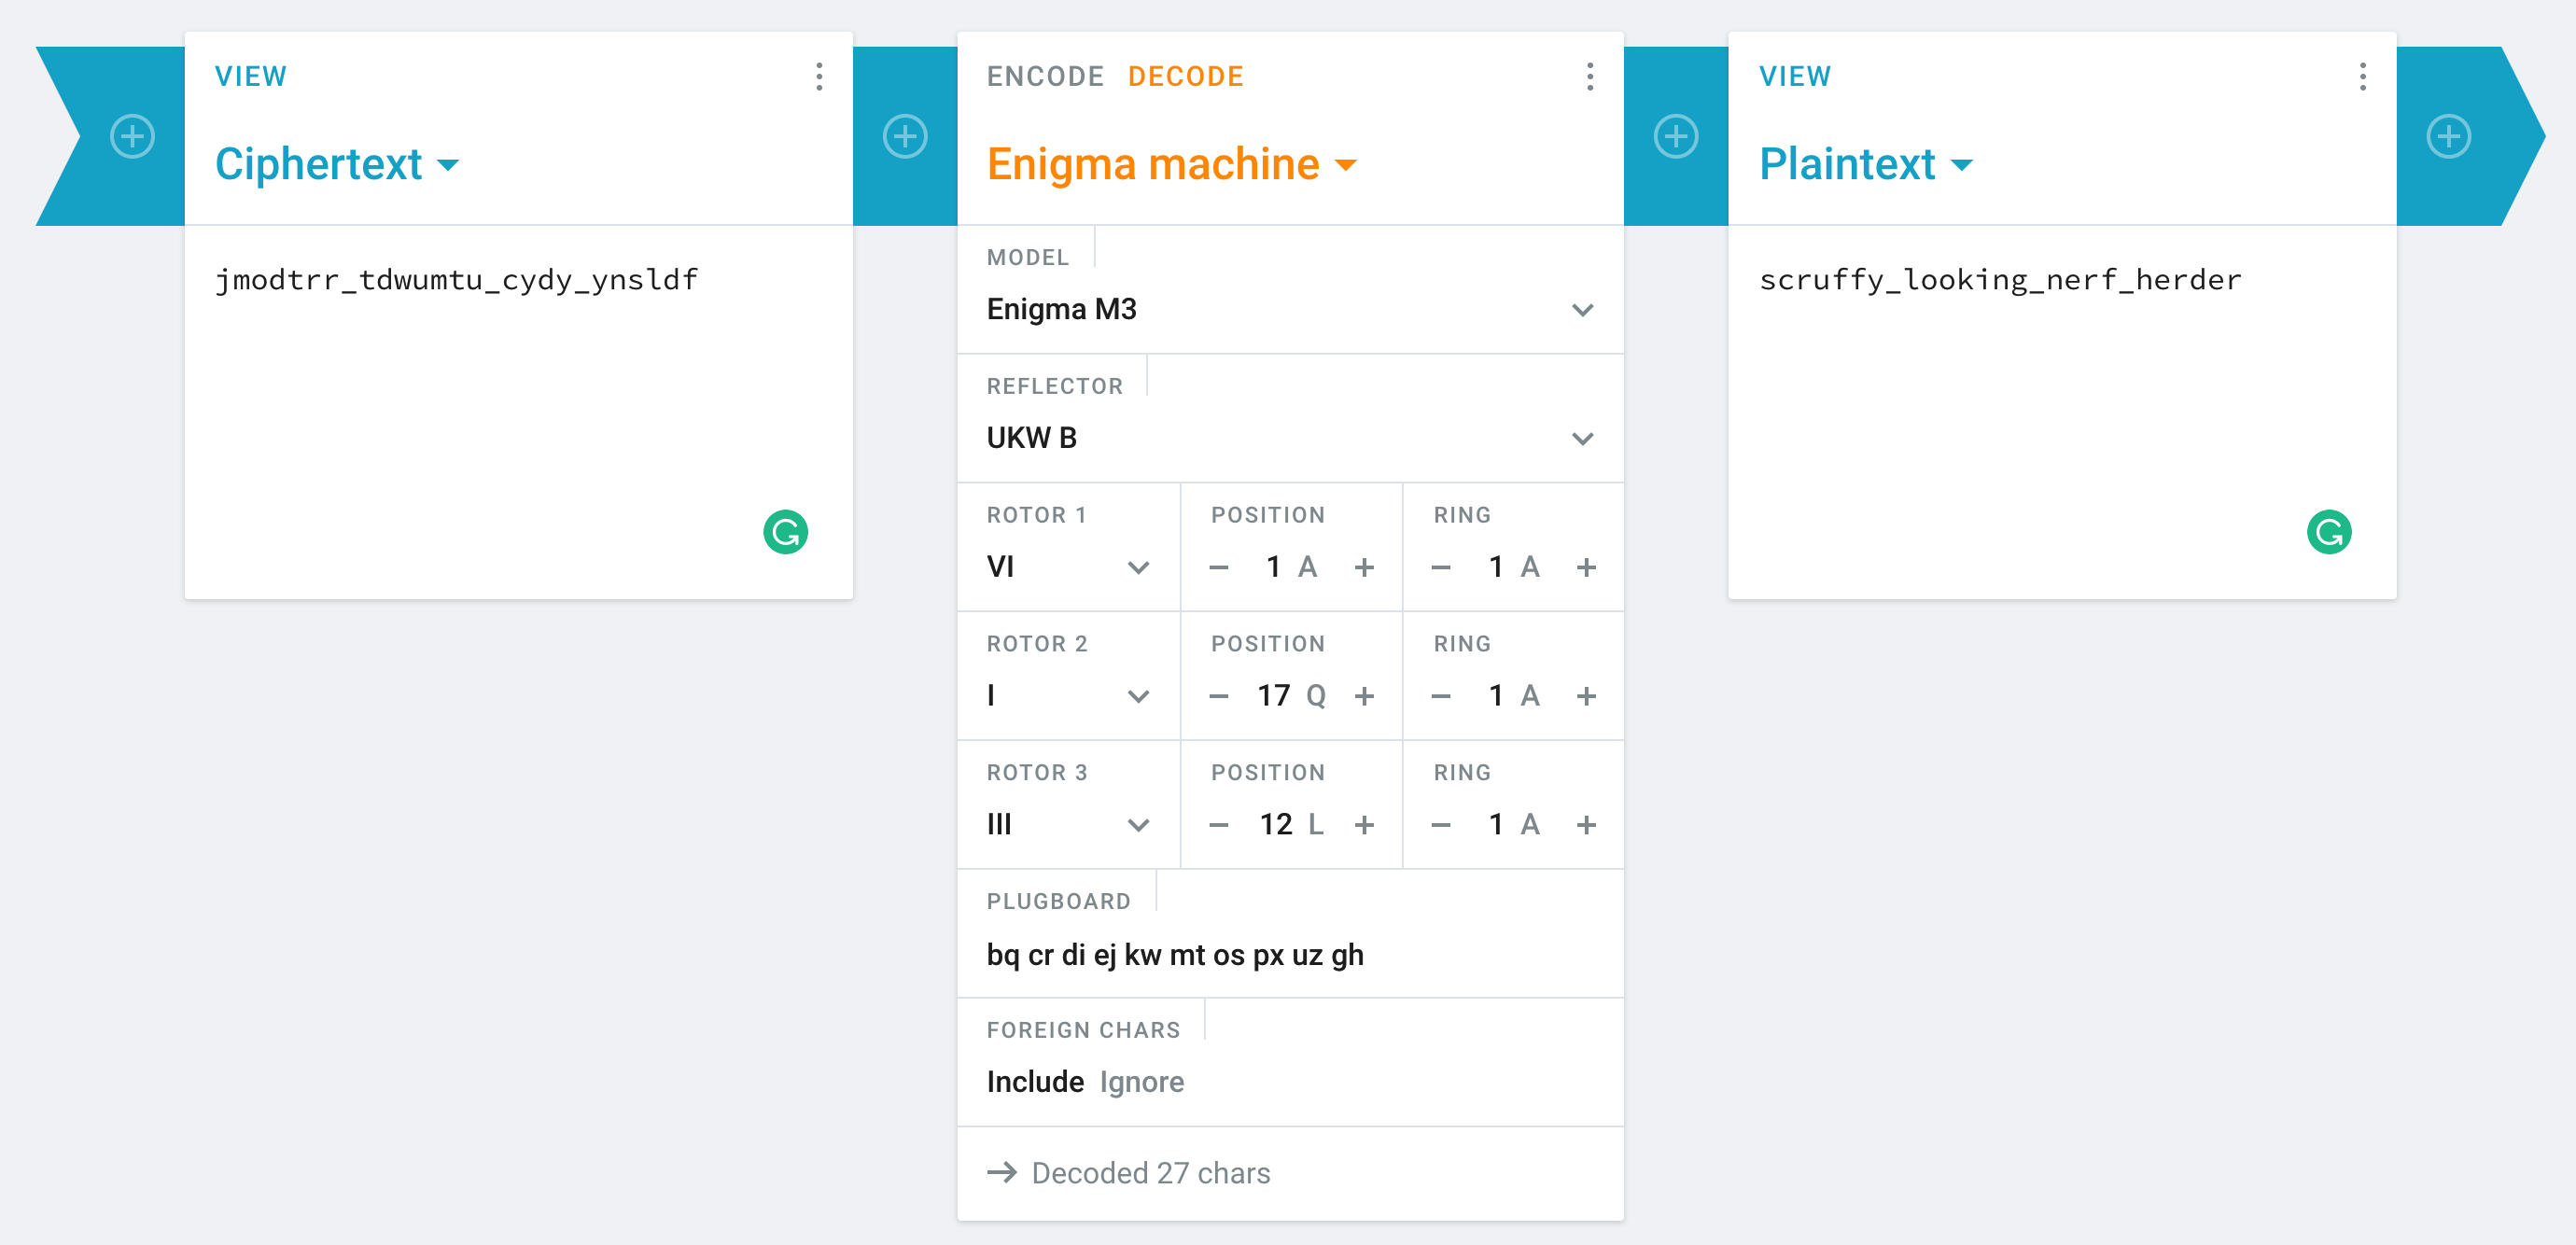 VIEW
Ciphertext
jmodtrr_tdwumtu_cydy_ynsldf
ENCODE DECODE
Enigma machine
MODEL
Enigma M3
REFLECTOR
UKW B
ROTOR 1 POSITION RING
VI − 1 A + − 1 A +
ROTOR 2 POSITION RING
I − 17 Q + − 1 A +
ROTOR 3 POSITION RING
III − 12 L + − 1 A +
PLUGBOARD
bq cr di ej kw mt os px uz gh
FOREIGN CHARS
Include Ignore
→ Decoded 27 chars
VIEW
Plaintext
scruffy_looking_nerf_herder